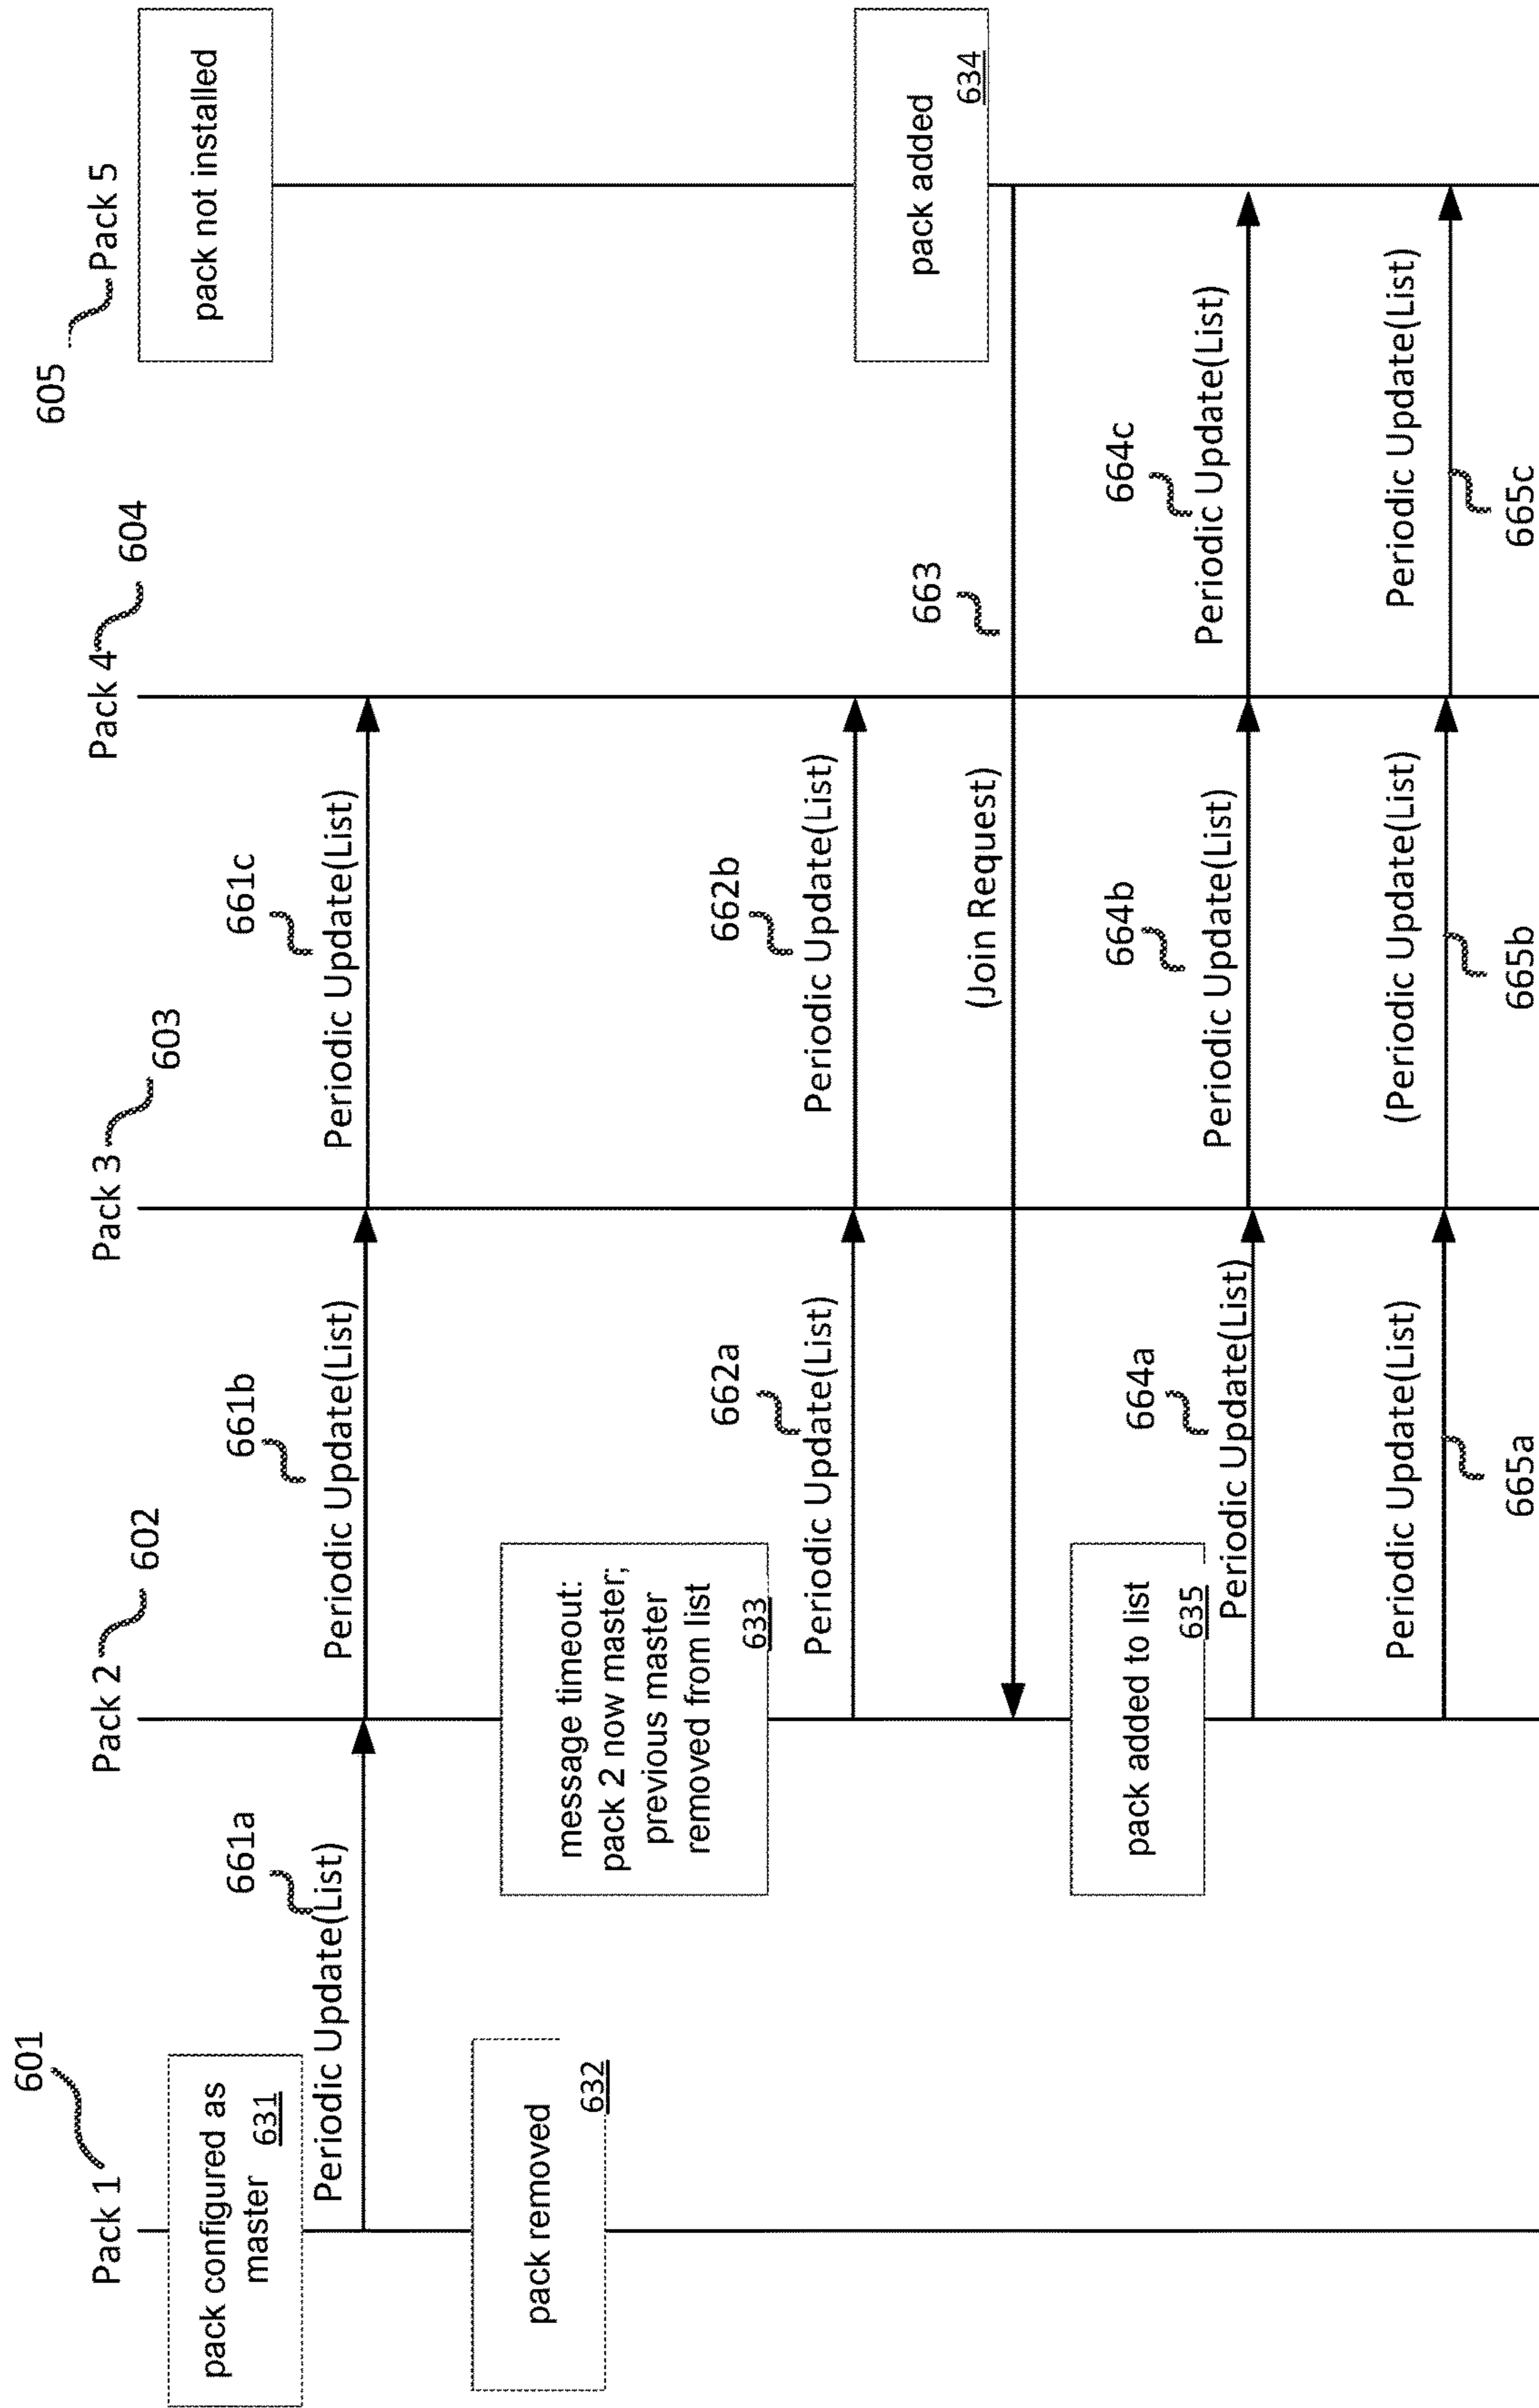 601
Pack 1
602
Pack 2
603
Pack 3
604
Pack 4
605
Pack 5
pack configured as
master 631
pack not installed
661a
Periodic Update(List)
661b
Periodic Update(List)
661c
Periodic Update(List)
pack removed
632
message timeout:
pack 2 now master;
previous master
removed from list
633
662a
Periodic Update(List)
662b
Periodic Update(List)
pack added
634
663
(Join Request)
pack added to list
635
664a
Periodic Update(List)
664b
Periodic Update(List)
664c
Periodic Update(List)
Periodic Update(List)
665a
(Periodic Update(List)
665b
Periodic Update(List)
665c